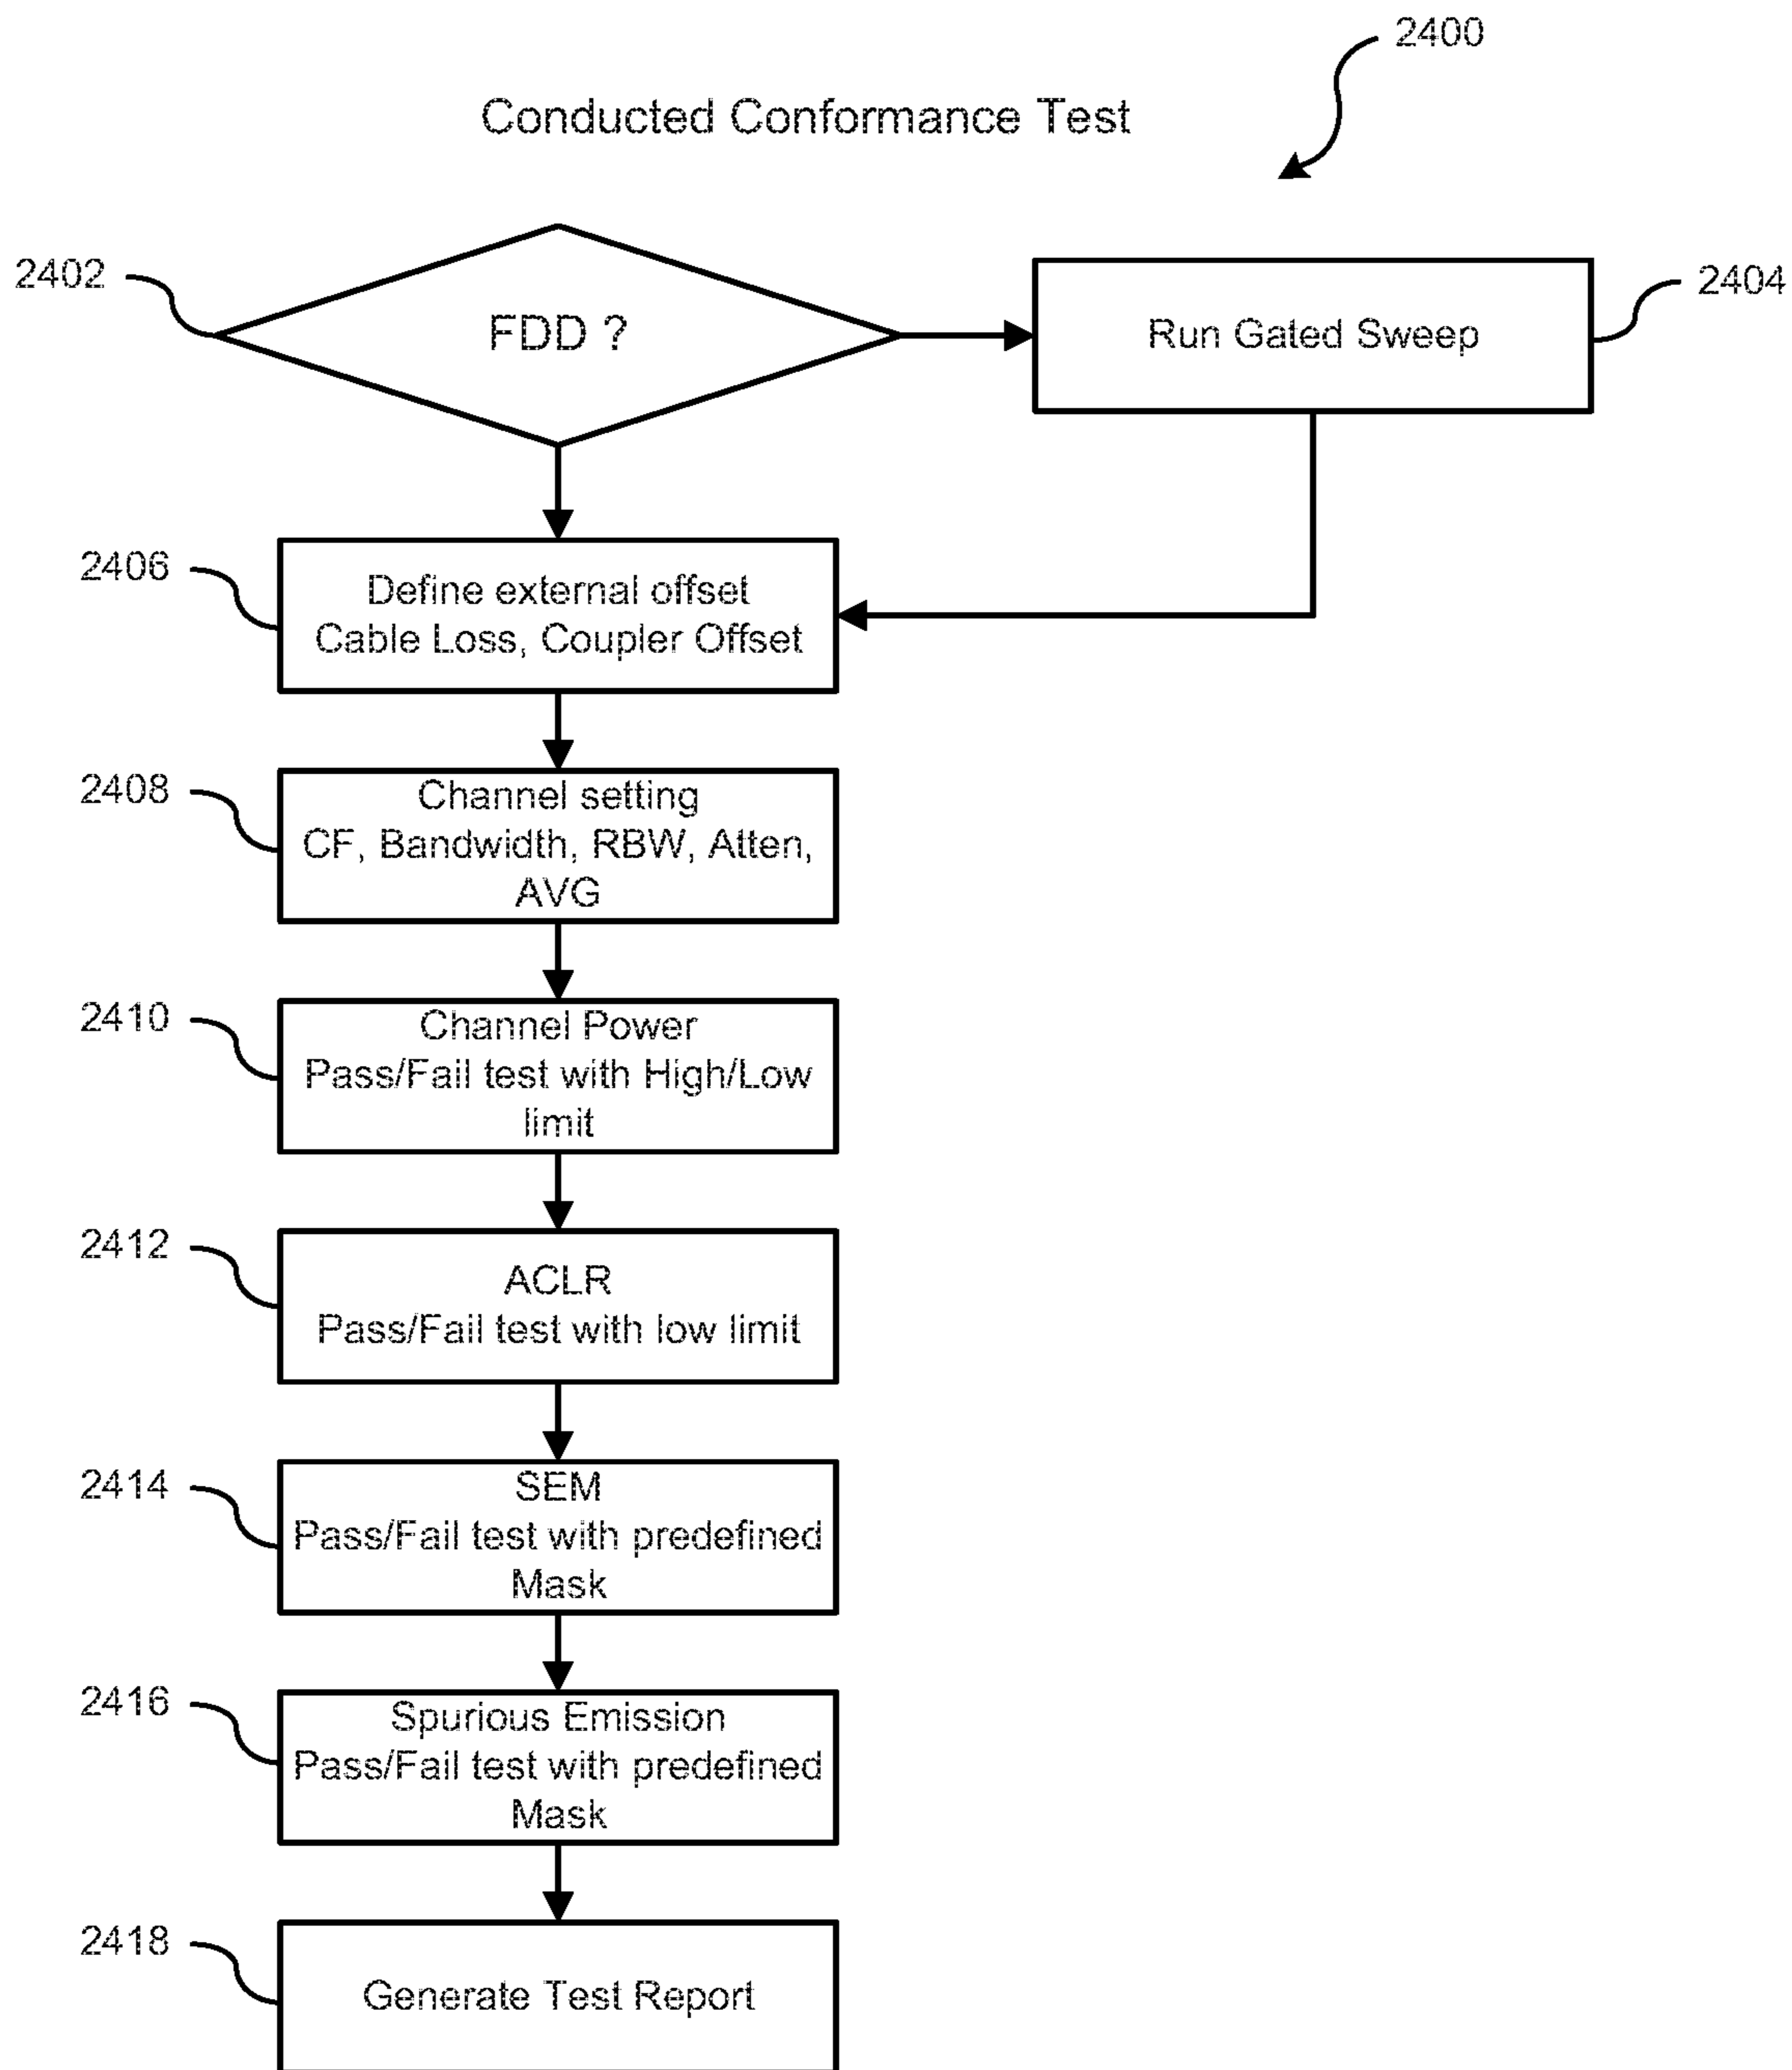 2400
Conducted Conformance Test
2402
FDD ?
Run Gated Sweep
2404
2406
Define external offset
Cable Loss, Coupler Offset
2408
Channel setting
CF, Bandwidth, RBW, Atten,
AVG
2410
Channel Power
Pass/Fail test with High/Low
limit
2412
ACLR
Pass/Fail test with low limit
2414
SEM
Pass/Fail test with predefined
Mask
2416
Spurious Emission
Pass/Fail test with predefined
Mask
2418
Generate Test Report